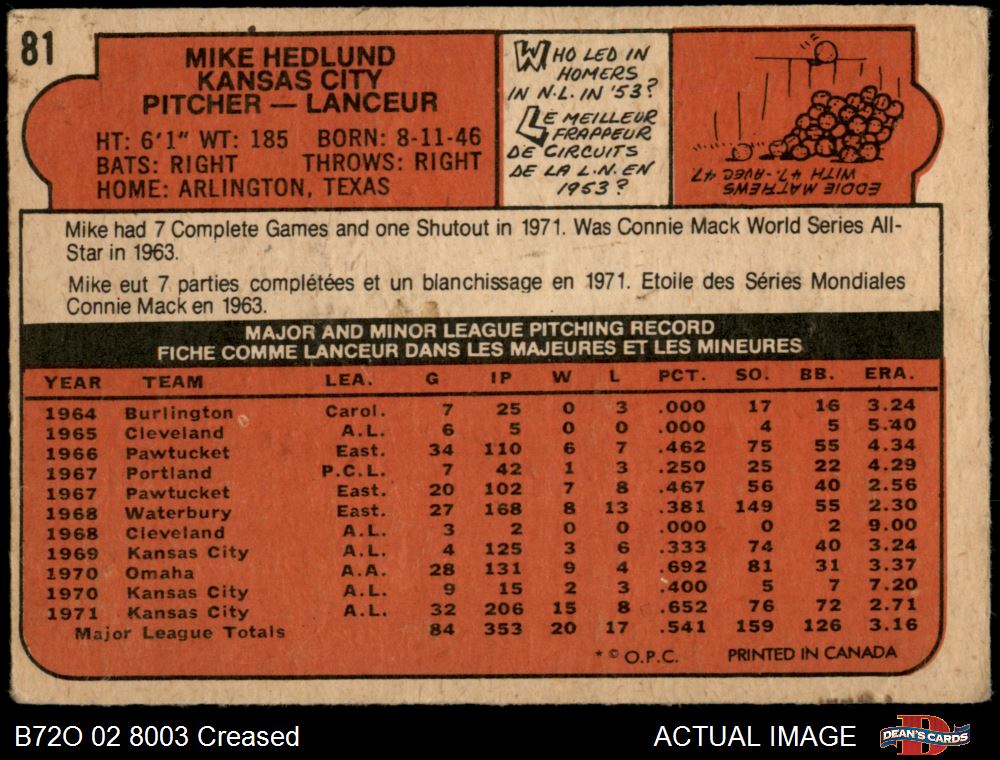 81
MIKE HEDLUND
KANSAS CITY
PITCHER — LANCEUR
HT: 6'1" WT: 185 BORN: 8-11-46
BATS: RIGHT THROWS: RIGHT
HOME: ARLINGTON, TEXAS
WHO LED IN
HOMERS
IN N.L. IN '53?
LE MEILLEUR
FRAPPEUR
DE CIRCUITS
DE LA L.N. EN
1953?
EDDIE MATHEWS
WITH 47.-AVEC 47
Mike had 7 Complete Games and one Shutout in 1971. Was Connie Mack World Series All-
Star in 1963.
Mike eut 7 parties complétées et un blanchissage en 1971. Etoile des Séries Mondiales
Connie Mack en 1963.
MAJOR AND MINOR LEAGUE PITCHING RECORD
FICHE COMME LANCEUR DANS LES MAJEURES ET LES MINEURES
YEAR TEAM LEA. G IP W L PCT. SO. BB. ERA.
1964 Burlington Carol. 7 25 0 3 .000 17 16 3.24
1965 Cleveland A.L. 6 5 0 0 .000 4 5 5.40
1966 Pawtucket East. 34 110 6 7 .462 75 55 4.34
1967 Portland P.C.L. 7 42 1 3 .250 25 22 4.29
1967 Pawtucket East. 20 102 7 8 .467 56 40 2.56
1968 Waterbury East. 27 168 8 13 .381 149 55 2.30
1968 Cleveland A.L. 3 2 0 0 .000 0 2 9.00
1969 Kansas City A.L. 4 125 3 6 .333 74 40 3.24
1970 Omaha A.A. 28 131 9 4 .692 81 31 3.37
1970 Kansas City A.L. 9 15 2 3 .400 5 7 7.20
1971 Kansas City A.L. 32 206 15 8 .652 76 72 2.71
Major League Totals 84 353 20 17 .541 159 126 3.16
* © O.P.C. PRINTED IN CANADA
B72O 02 8003 Creased ACTUAL IMAGE DEAN'S CARDS